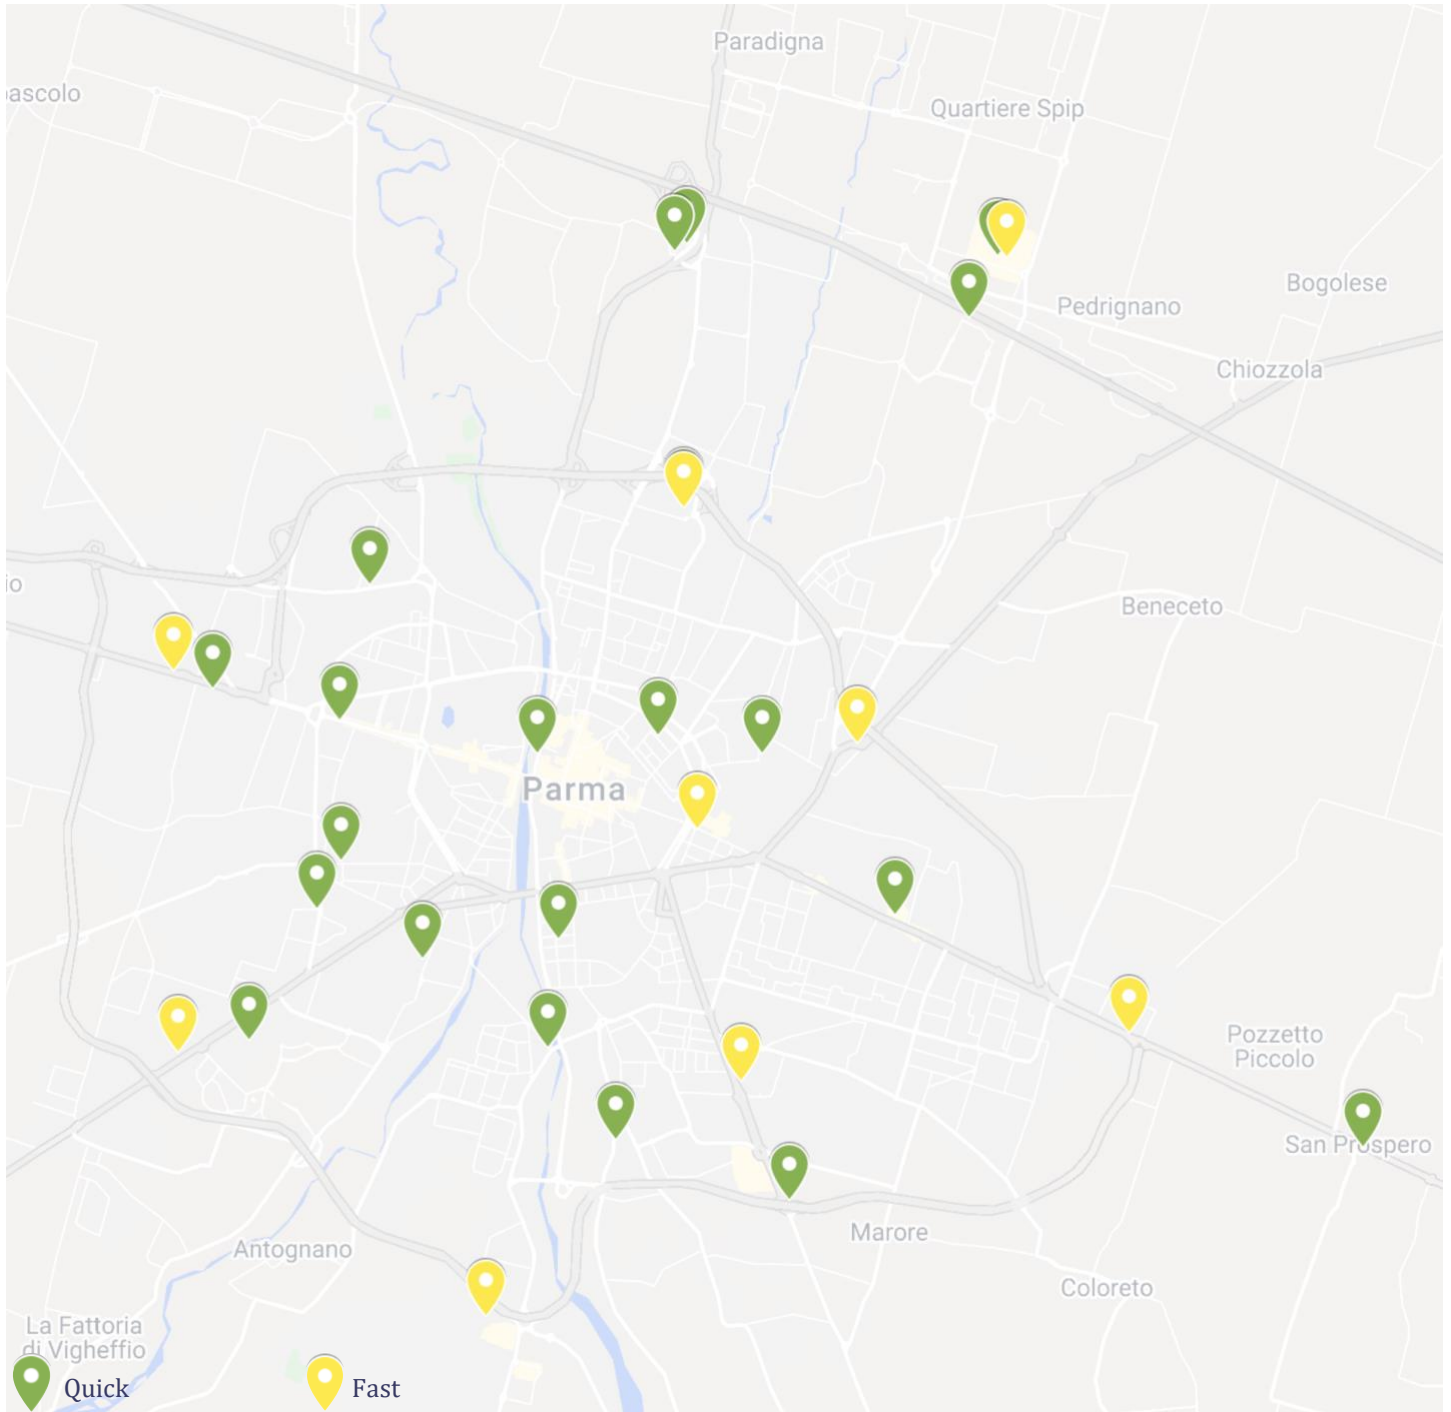 Paradigna
ascolo
Quartiere Spip
Bogolese
Pedrignano
Chiozzola
io
Beneceto
Parma
Pozzetto
Piccolo
San Prospero
Marore
Antognano
Coloreto
La Fattoria
di Vigheffio
Quick
Fast